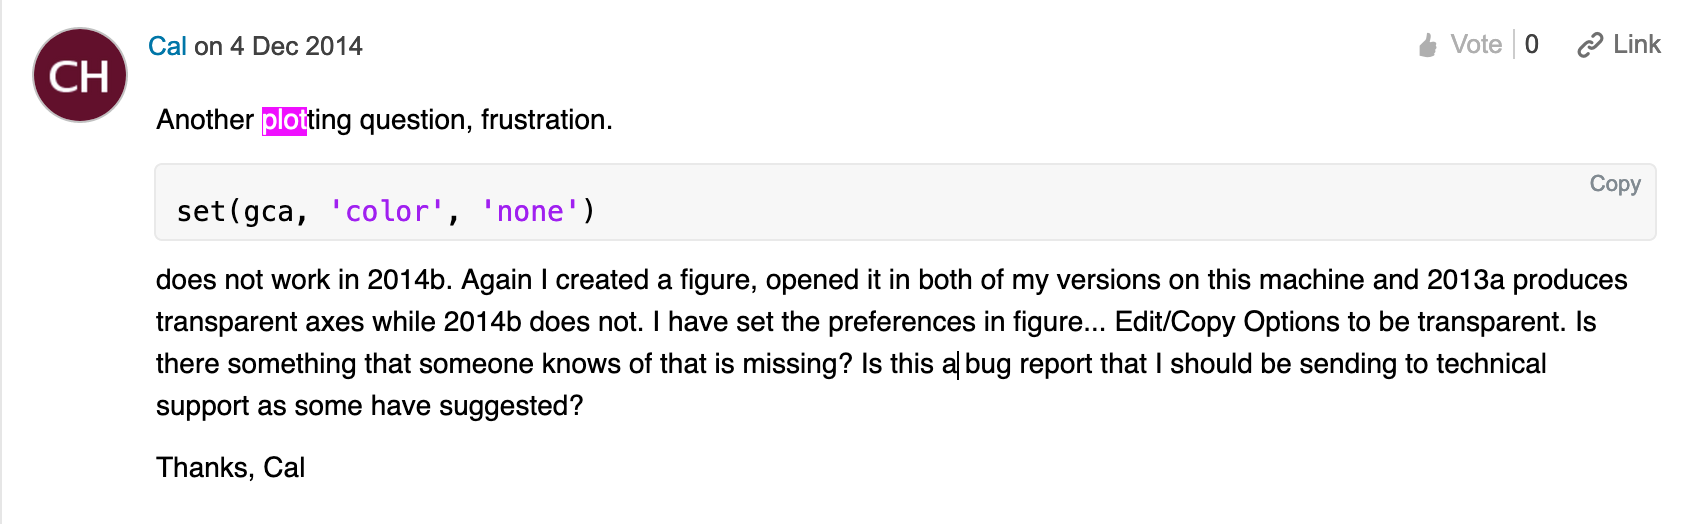 CH
Cal on 4 Dec 2014
Vote 0
Link
Another plotting question, frustration.
Copy
set(gca, 'color', 'none')
does not work in 2014b. Again I created a figure, opened it in both of my versions on this machine and 2013a produces
transparent axes while 2014b does not. I have set the preferences in figure... Edit/Copy Options to be transparent. Is
there something that someone knows of that is missing? Is this a bug report that I should be sending to technical
support as some have suggested?
Thanks, Cal